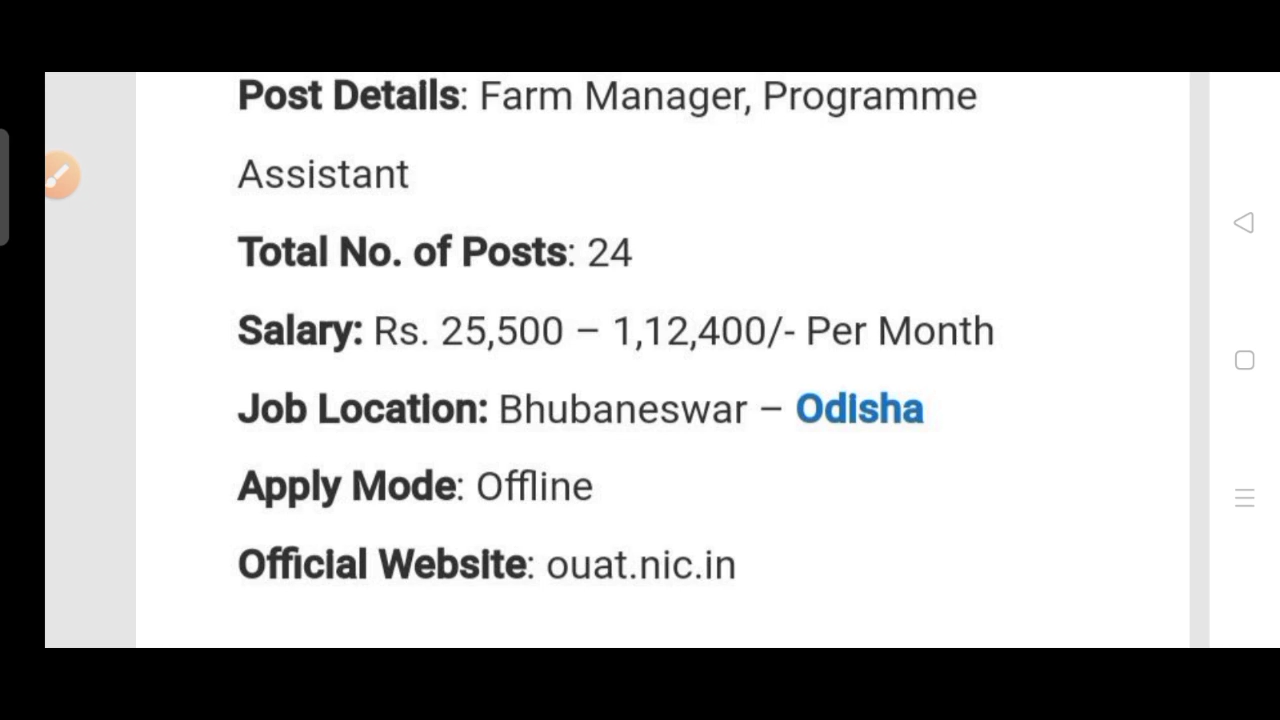 Post Details: Farm Manager, Programme
Assistant
Total No. of Posts: 24
Salary: Rs. 25,500 – 1,12,400/- Per Month
Job Location: Bhubaneswar – Odisha
Apply Mode: Offline
Official Website: ouat.nic.in